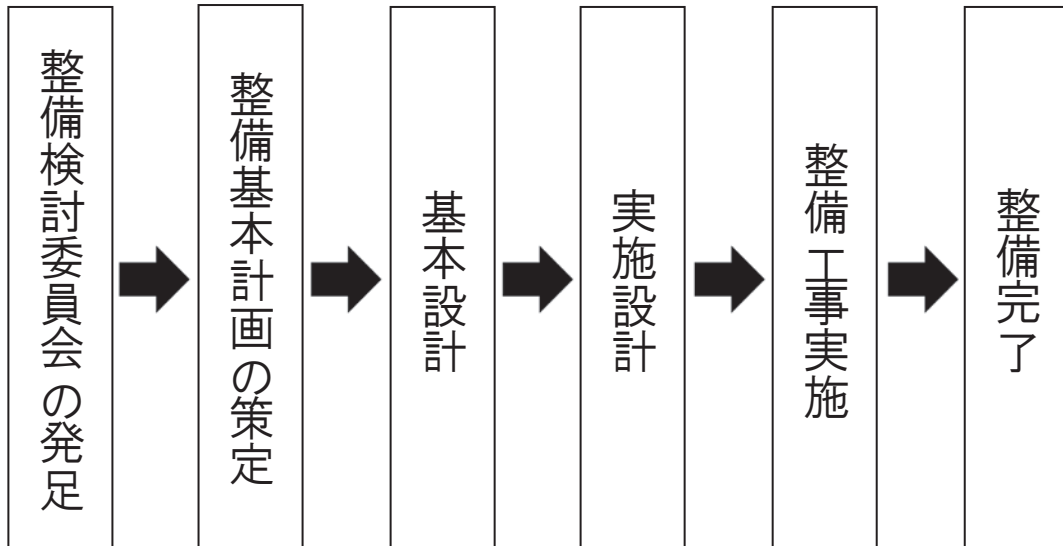 整備検討委員会の発足
整備基本計画の策定
基本設計
実施設計
整備工事実施
整備完了